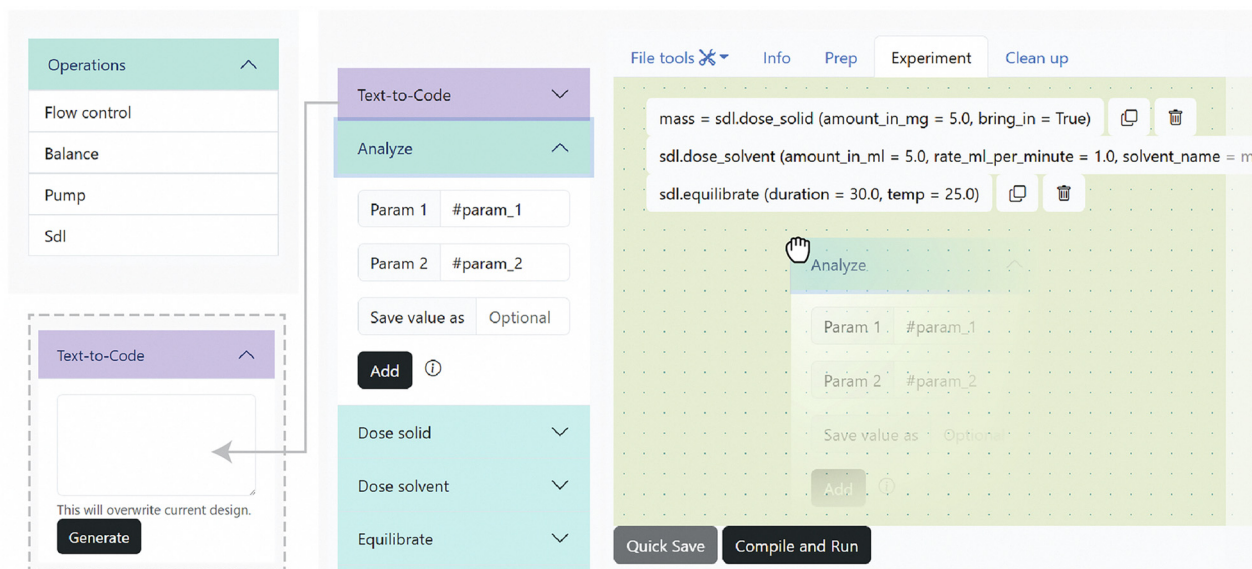 Operations
Flow control
Balance
Pump
Sdl
Text-to-Code
This will overwrite current design.
Generate
Text-to-Code
Analyze
Param 1 #param_1
Param 2 #param_2
Save value as Optional
Add
Dose solid
Dose solvent
Equilibrate
File tools Info Prep Experiment Clean up
mass = sdl.dose_solid (amount_in_mg = 5.0, bring_in = True)
sdl.dose_solvent (amount_in_ml = 5.0, rate_ml_per_minute = 1.0, solvent_name = m
sdl.equilibrate (duration = 30.0, temp = 25.0)
Analyze
Param 1 #param_1
Param 2 #param_2
Save value as Optional
Add
Quick Save Compile and Run